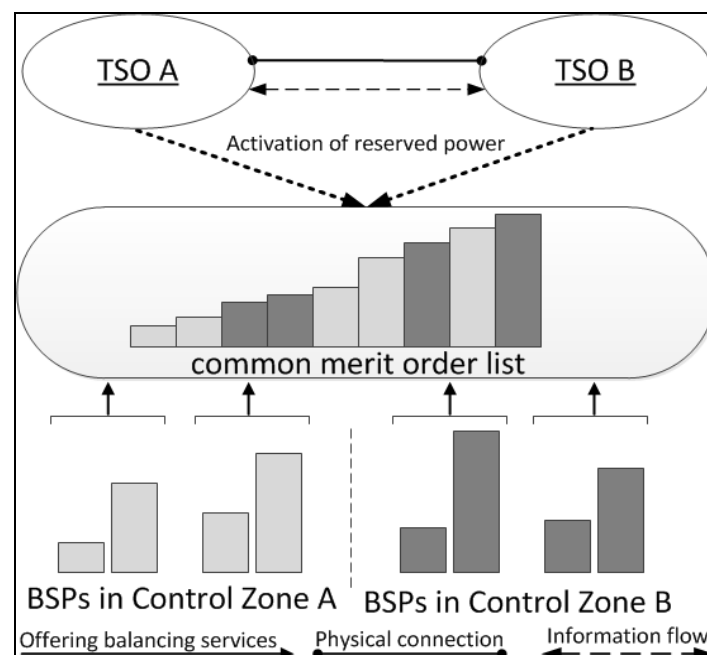 TSO A
TSO B
Activation of reserved power
common merit order list
BSPs in Control Zone A
BSPs in Control Zone B
Offering balancing services
Physical connection
Information flow